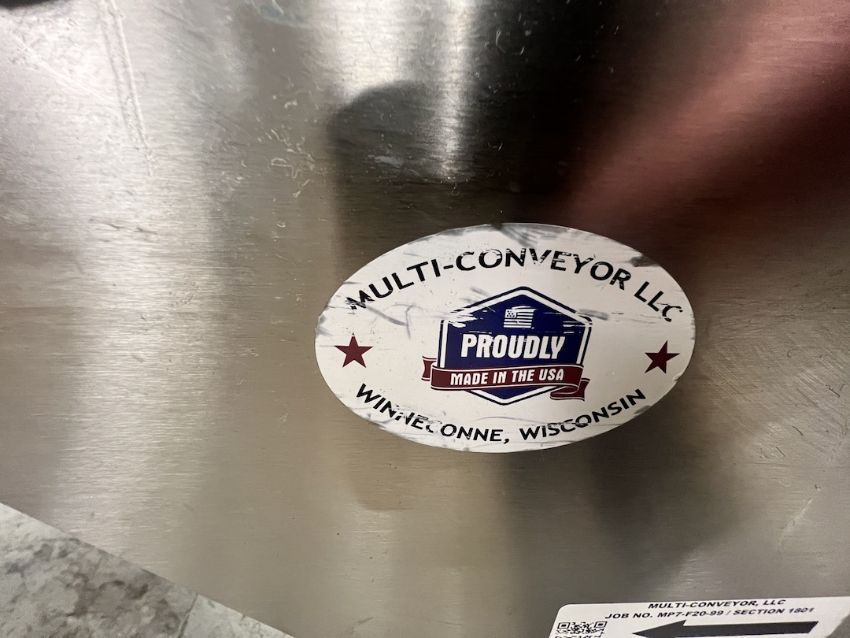 MULTI-CONVEYOR LLC
PROUDLY
MADE IN THE USA
WINNECONNE, WISCONSIN
MULTI-CONVEYOR, LLC
JOB NO. MP7-F20-99 / SECTION 1801